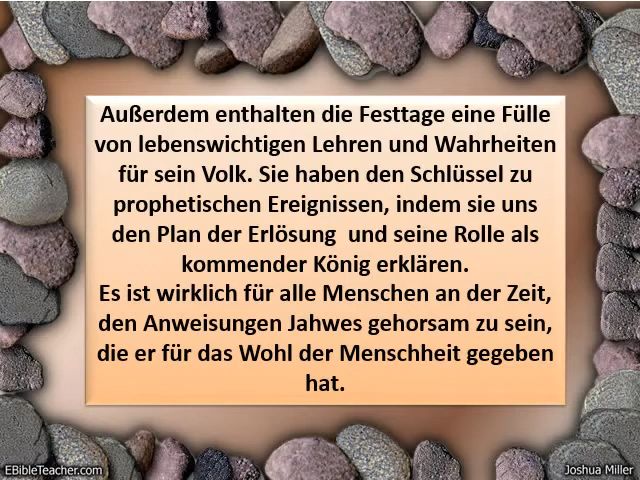 Außerdem enthalten die Festtage eine Fülle
von lebenswichtigen Lehren und Wahrheiten
für sein Volk. Sie haben den Schlüssel zu
prophetischen Ereignissen, indem sie uns
den Plan der Erlösung  und seine Rolle als
kommender König erklären.
Es ist wirklich für alle Menschen an der Zeit,
den Anweisungen Jahwes gehorsam zu sein,
die er für das Wohl der Menschheit gegeben
hat.
EBibleTeacher.com
Joshua Miller